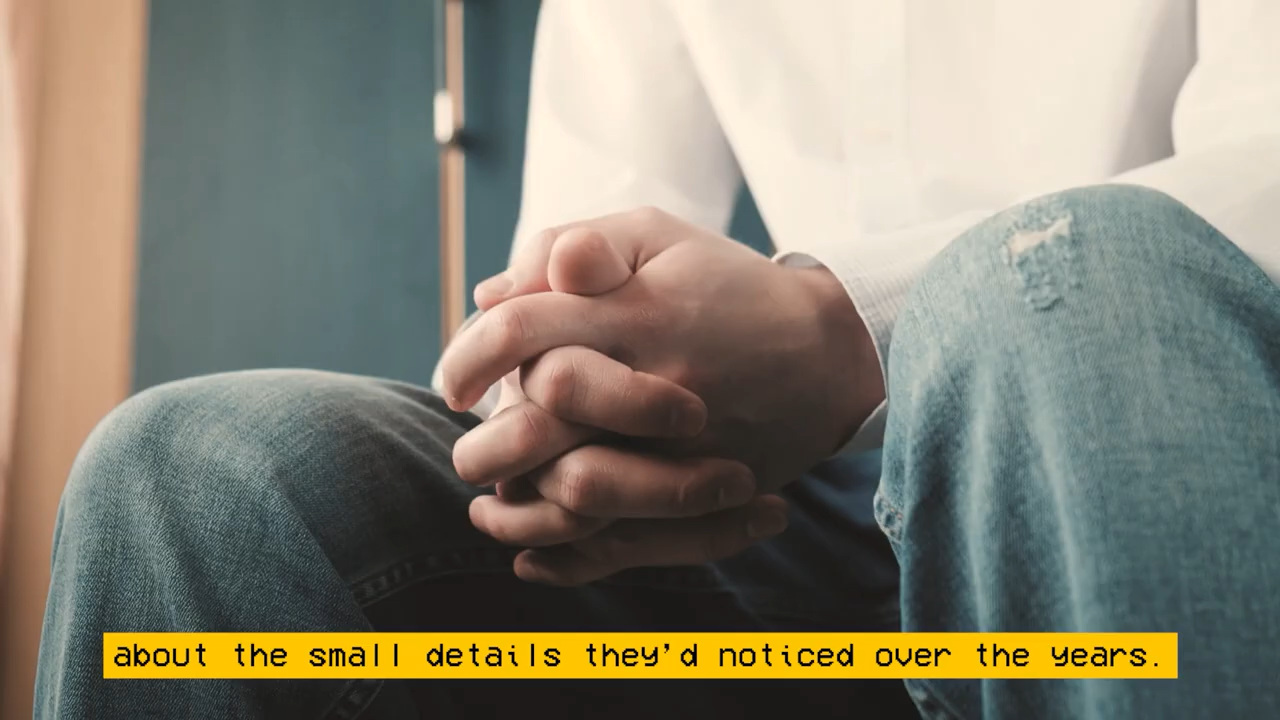 about the small details they'd noticed over the years.